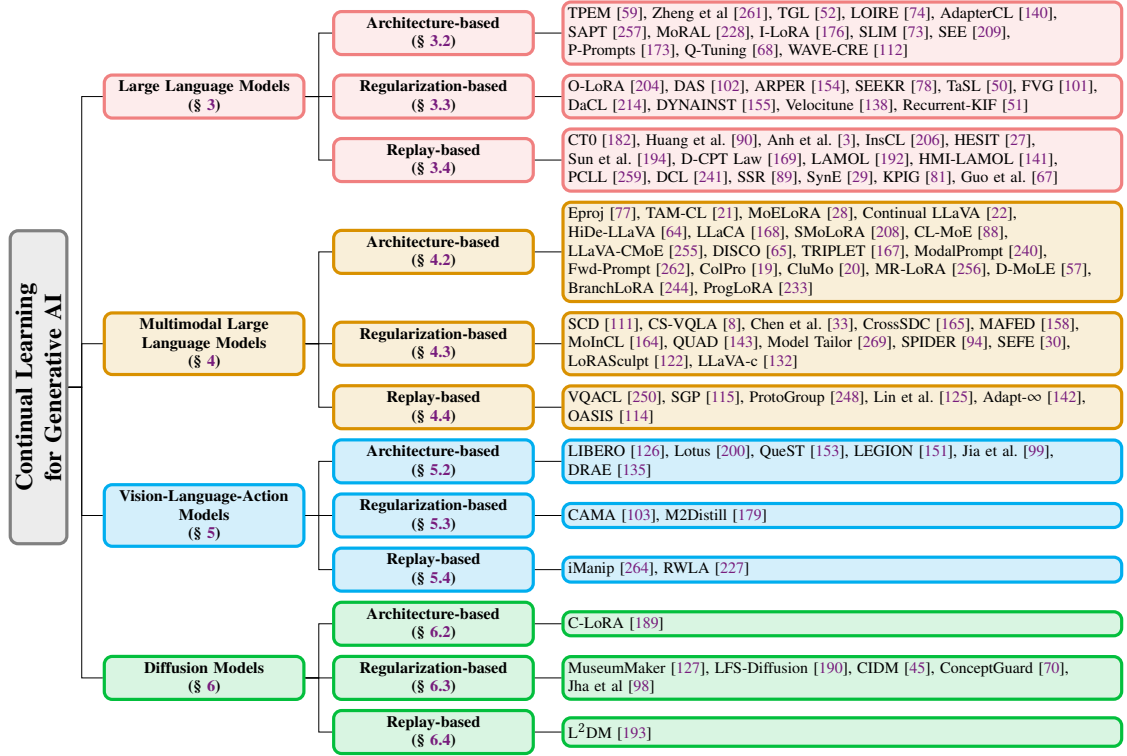 Continual Learning
for Generative AI
Large Language Models
(§ 3)
Architecture-based
(§ 3.2)
TPEM [59], Zheng et al [261], TGL [52], LOIRE [74], AdapterCL [140],
SAPT [257], MoRAL [228], I-LoRA [176], SLIM [73], SEE [209],
P-Prompts [173], Q-Tuning [68], WAVE-CRE [112]
Regularization-based
(§ 3.3)
O-LoRA [204], DAS [102], ARPER [154], SEEKR [78], TaSL [50], FVG [101],
DaCL [214], DYNAINST [155], Velocitune [138], Recurrent-KIF [51]
Replay-based
(§ 3.4)
CT0 [182], Huang et al. [90], Anh et al. [3], InsCL [206], HESIT [27],
Sun et al. [194], D-CPT Law [169], LAMOL [192], HMI-LAMOL [141],
PCLL [259], DCL [241], SSR [89], SynE [29], KPIG [81], Guo et al. [67]
Multimodal Large
Language Models
(§ 4)
Architecture-based
(§ 4.2)
Eproj [77], TAM-CL [21], MoELoRA [28], Continual LLaVA [22],
HiDe-LLaVA [64], LLaCA [168], SMoLoRA [208], CL-MoE [88],
LLaVA-CMoE [255], DISCO [65], TRIPLET [167], ModalPrompt [240],
Fwd-Prompt [262], ColPro [19], CluMo [20], MR-LoRA [256], D-MoLE [57],
BranchLoRA [244], ProgLoRA [233]
Regularization-based
(§ 4.3)
SCD [111], CS-VQLA [8], Chen et al. [33], CrossSDC [165], MAFED [158],
MoInCL [164], QUAD [143], Model Tailor [269], SPIDER [94], SEFE [30],
LoRASculpt [122], LLaVA-c [132]
Replay-based
(§ 4.4)
VQACL [250], SGP [115], ProtoGroup [248], Lin et al. [125], Adapt-∞ [142],
OASIS [114]
Vision-Language-Action
Models
(§ 5)
Architecture-based
(§ 5.2)
LIBERO [126], Lotus [200], QueST [153], LEGION [151], Jia et al. [99],
DRAE [135]
Regularization-based
(§ 5.3)
CAMA [103], M2Distill [179]
Replay-based
(§ 5.4)
iManip [264], RWLA [227]
Diffusion Models
(§ 6)
Architecture-based
(§ 6.2)
C-LoRA [189]
Regularization-based
(§ 6.3)
MuseumMaker [127], LFS-Diffusion [190], CIDM [45], ConceptGuard [70],
Jha et al [98]
Replay-based
(§ 6.4)
L²DM [193]